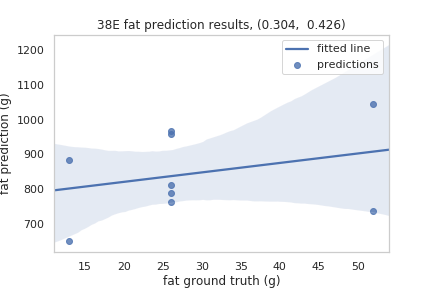 38E fat prediction results, (0.304,  0.426)
fitted line
predictions
1200
1100
1000
900
800
700
fat prediction (g)
15 20 25 30 35 40 45 50
fat ground truth (g)